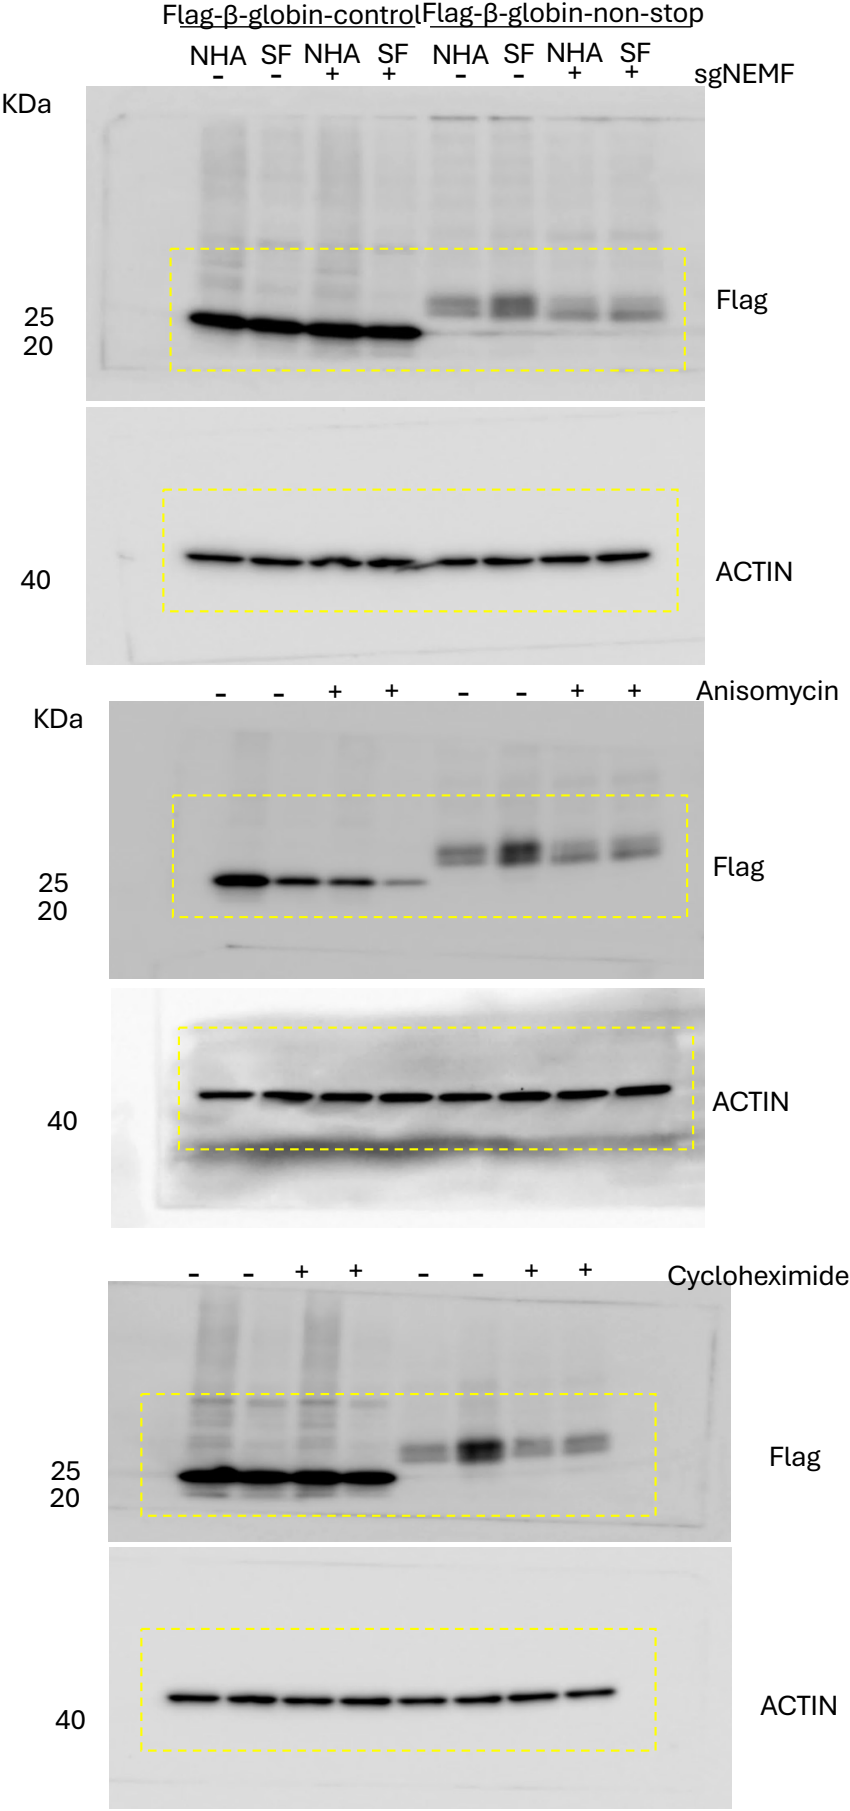 Flag-β-globin-control Flag-β-globin-non-stop
NHA SF NHA SF NHA SF NHA SF
- - + + - - + + sgNEMF
KDa
Flag
25
20
ACTIN
40
- - + + - - + + Anisomycin
KDa
Flag
25
20
ACTIN
40
- - + + - - + + Cycloheximide
Flag
25
20
ACTIN
40